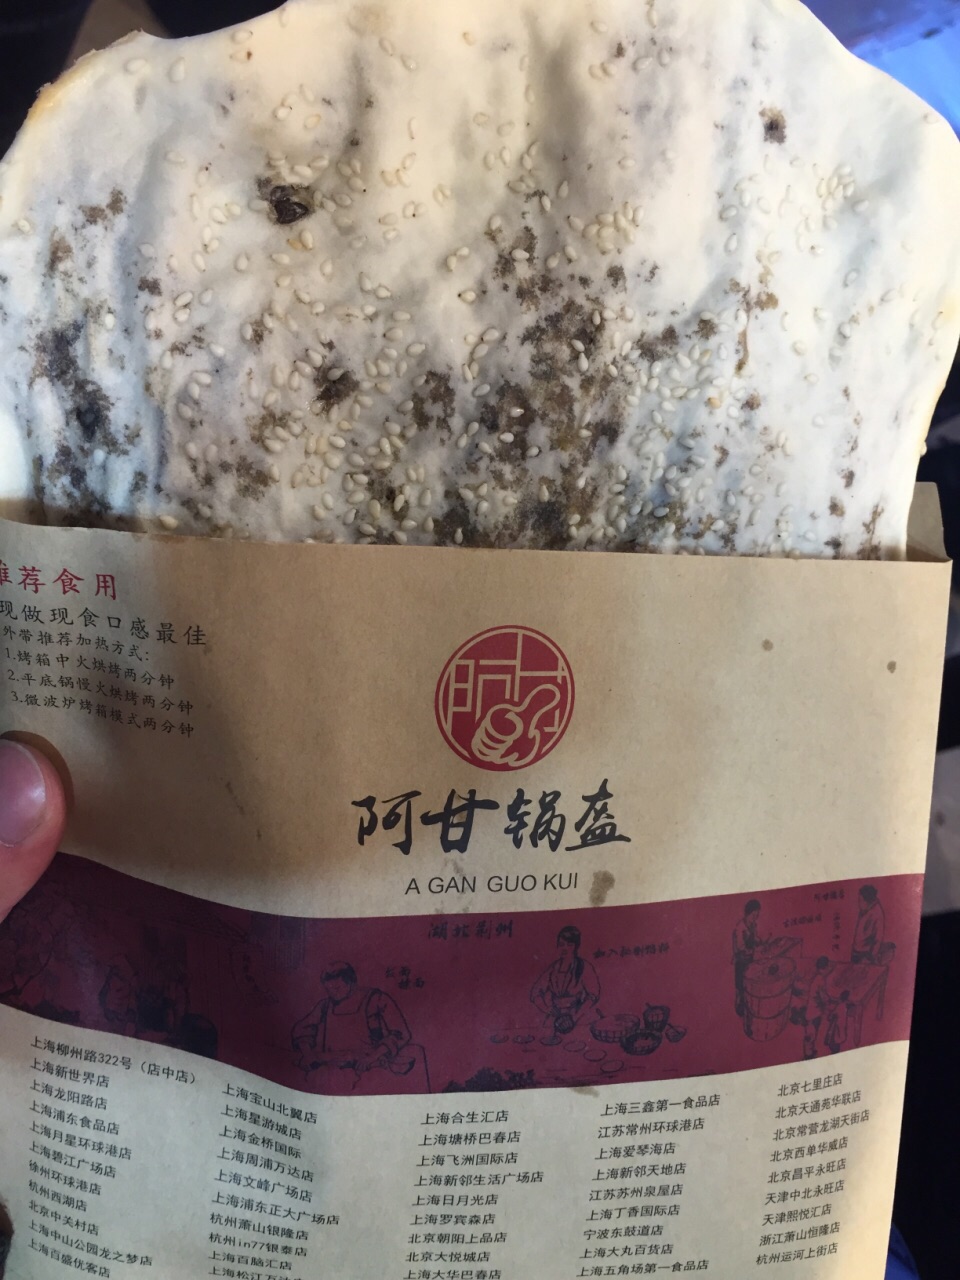 推荐食用
现做现食口感最佳
外带推荐加热方式:
1.烤箱中火烘烤两分钟
2.平底锅慢火烘烤两分钟
3.微波炉烤箱模式两分钟
阿甘锅盔
A GAN GUO KUI
湖北荆州
加入秘制馅料
上海柳州路322号（店中店）
上海新世界店
上海龙阳路店
上海浦东食品店
上海月星环球港店
上海碧江广场店
徐州环球港店
杭州西湖店
北京中关村店
上海中山公园龙之梦店
上海百盛优客店
上海宝山北翼店
上海星游城店
上海金桥国际
上海周浦万达店
上海文峰广场店
上海浦东正大广场店
杭州萧山银隆店
杭州in77银泰店
上海百脑汇店
上海松江万达店
上海合生汇店
上海塘桥巴春店
上海飞洲国际店
上海新邻生活广场店
上海日月光店
上海罗宾森店
北京朝阳上品店
北京大悦城店
上海大华巴春店
上海三鑫第一食品店
江苏常州环球港店
上海爱琴海店
上海新邻天地店
江苏苏州泉屋店
上海丁香国际店
宁波东鼓道店
上海大丸百货店
上海五角场第一食品店
北京七里庄店
北京天通苑华联店
北京常营龙湖天街店
北京西单华威店
北京昌平永旺店
天津中北永旺店
天津熙悦汇店
浙江萧山恒隆店
杭州运河上街店